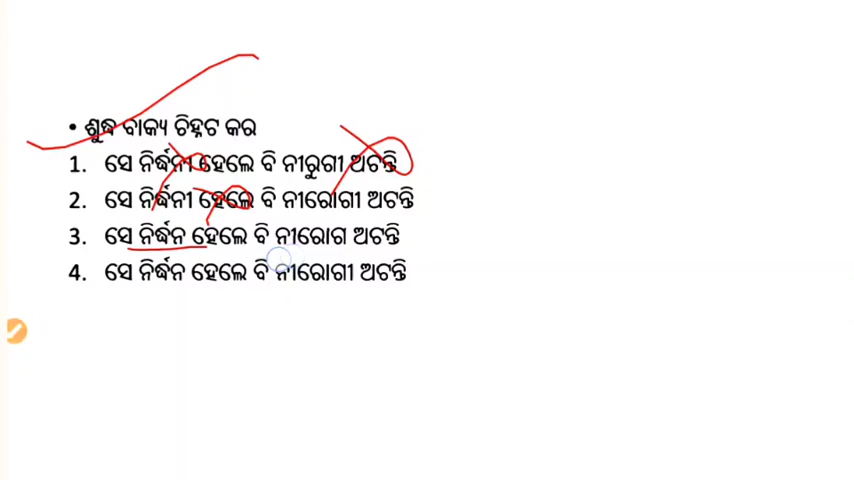 • ଶୁଦ୍ଧ ବାକ୍ୟ ଚିହ୍ନଟ କର
1. ସେ ନିର୍ଦ୍ଧନୀ ହେଲେ ବି ନୀରୁଗୀ ଅଟନ୍ତି
2. ସେ ନିର୍ଦ୍ଧନୀ ହେଲେ ବି ନୀରୋଗୀ ଅଟନ୍ତି
3. ସେ ନିର୍ଦ୍ଧନ ହେଲେ ବି ନୀରୋଗ ଅଟନ୍ତି
4. ସେ ନିର୍ଦ୍ଧନ ହେଲେ ବି ନୀରୋଗୀ ଅଟନ୍ତି